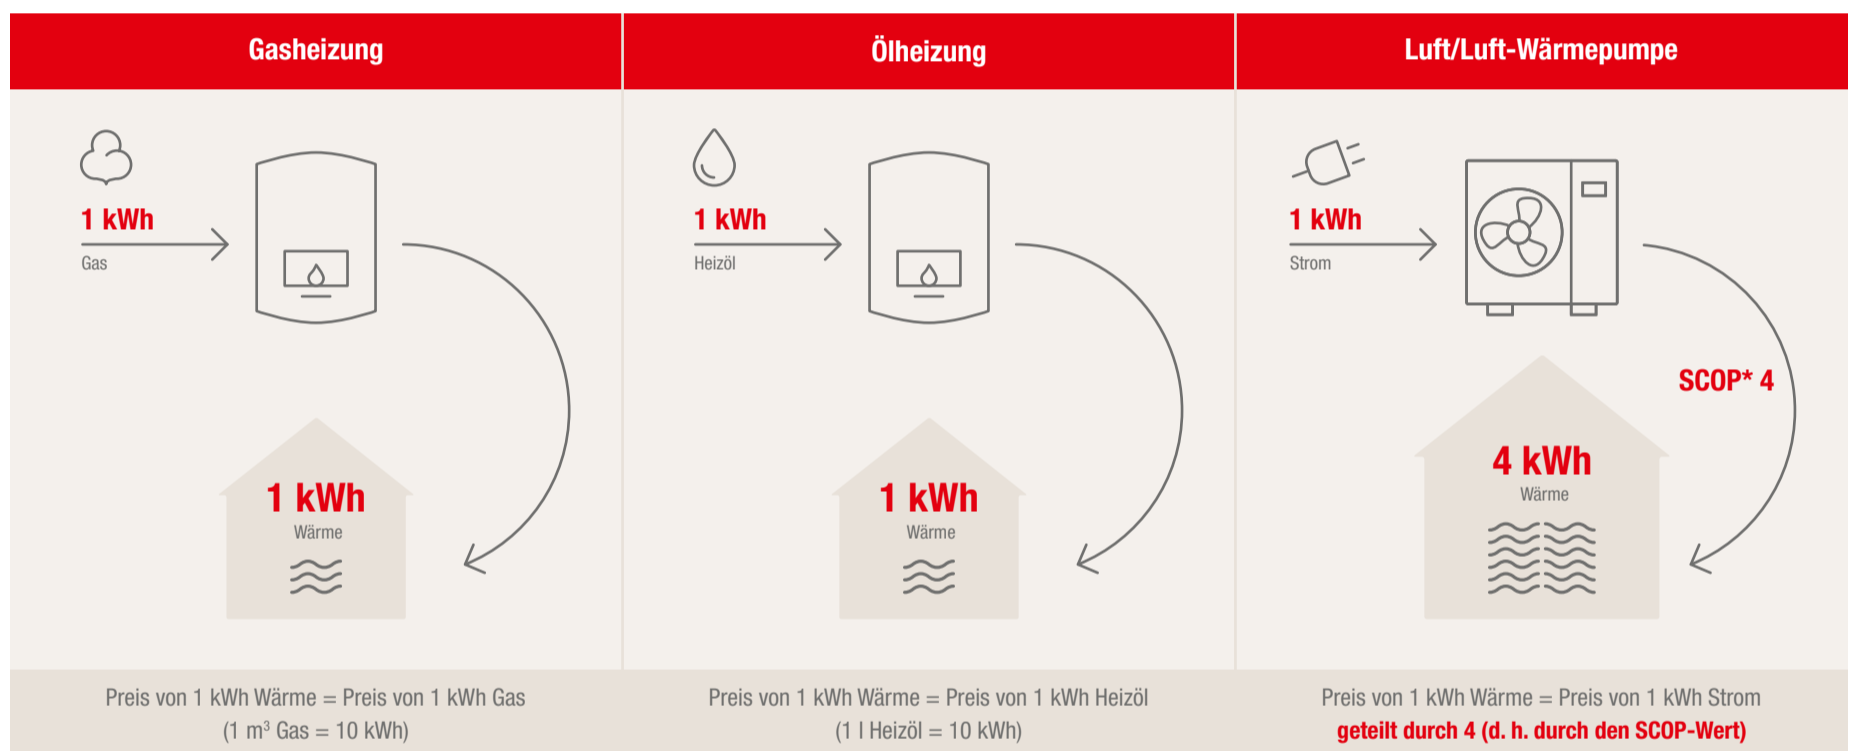 Gasheizung
1 kWh
Gas
1 kWh
Wärme
Preis von 1 kWh Wärme = Preis von 1 kWh Gas
(1 m³ Gas = 10 kWh)
Ölheizung
1 kWh
Heizöl
1 kWh
Wärme
Preis von 1 kWh Wärme = Preis von 1 kWh Heizöl
(1 l Heizöl = 10 kWh)
Luft/Luft-Wärmepumpe
1 kWh
Strom
SCOP* 4
4 kWh
Wärme
Preis von 1 kWh Wärme = Preis von 1 kWh Strom
geteilt durch 4 (d. h. durch den SCOP-Wert)